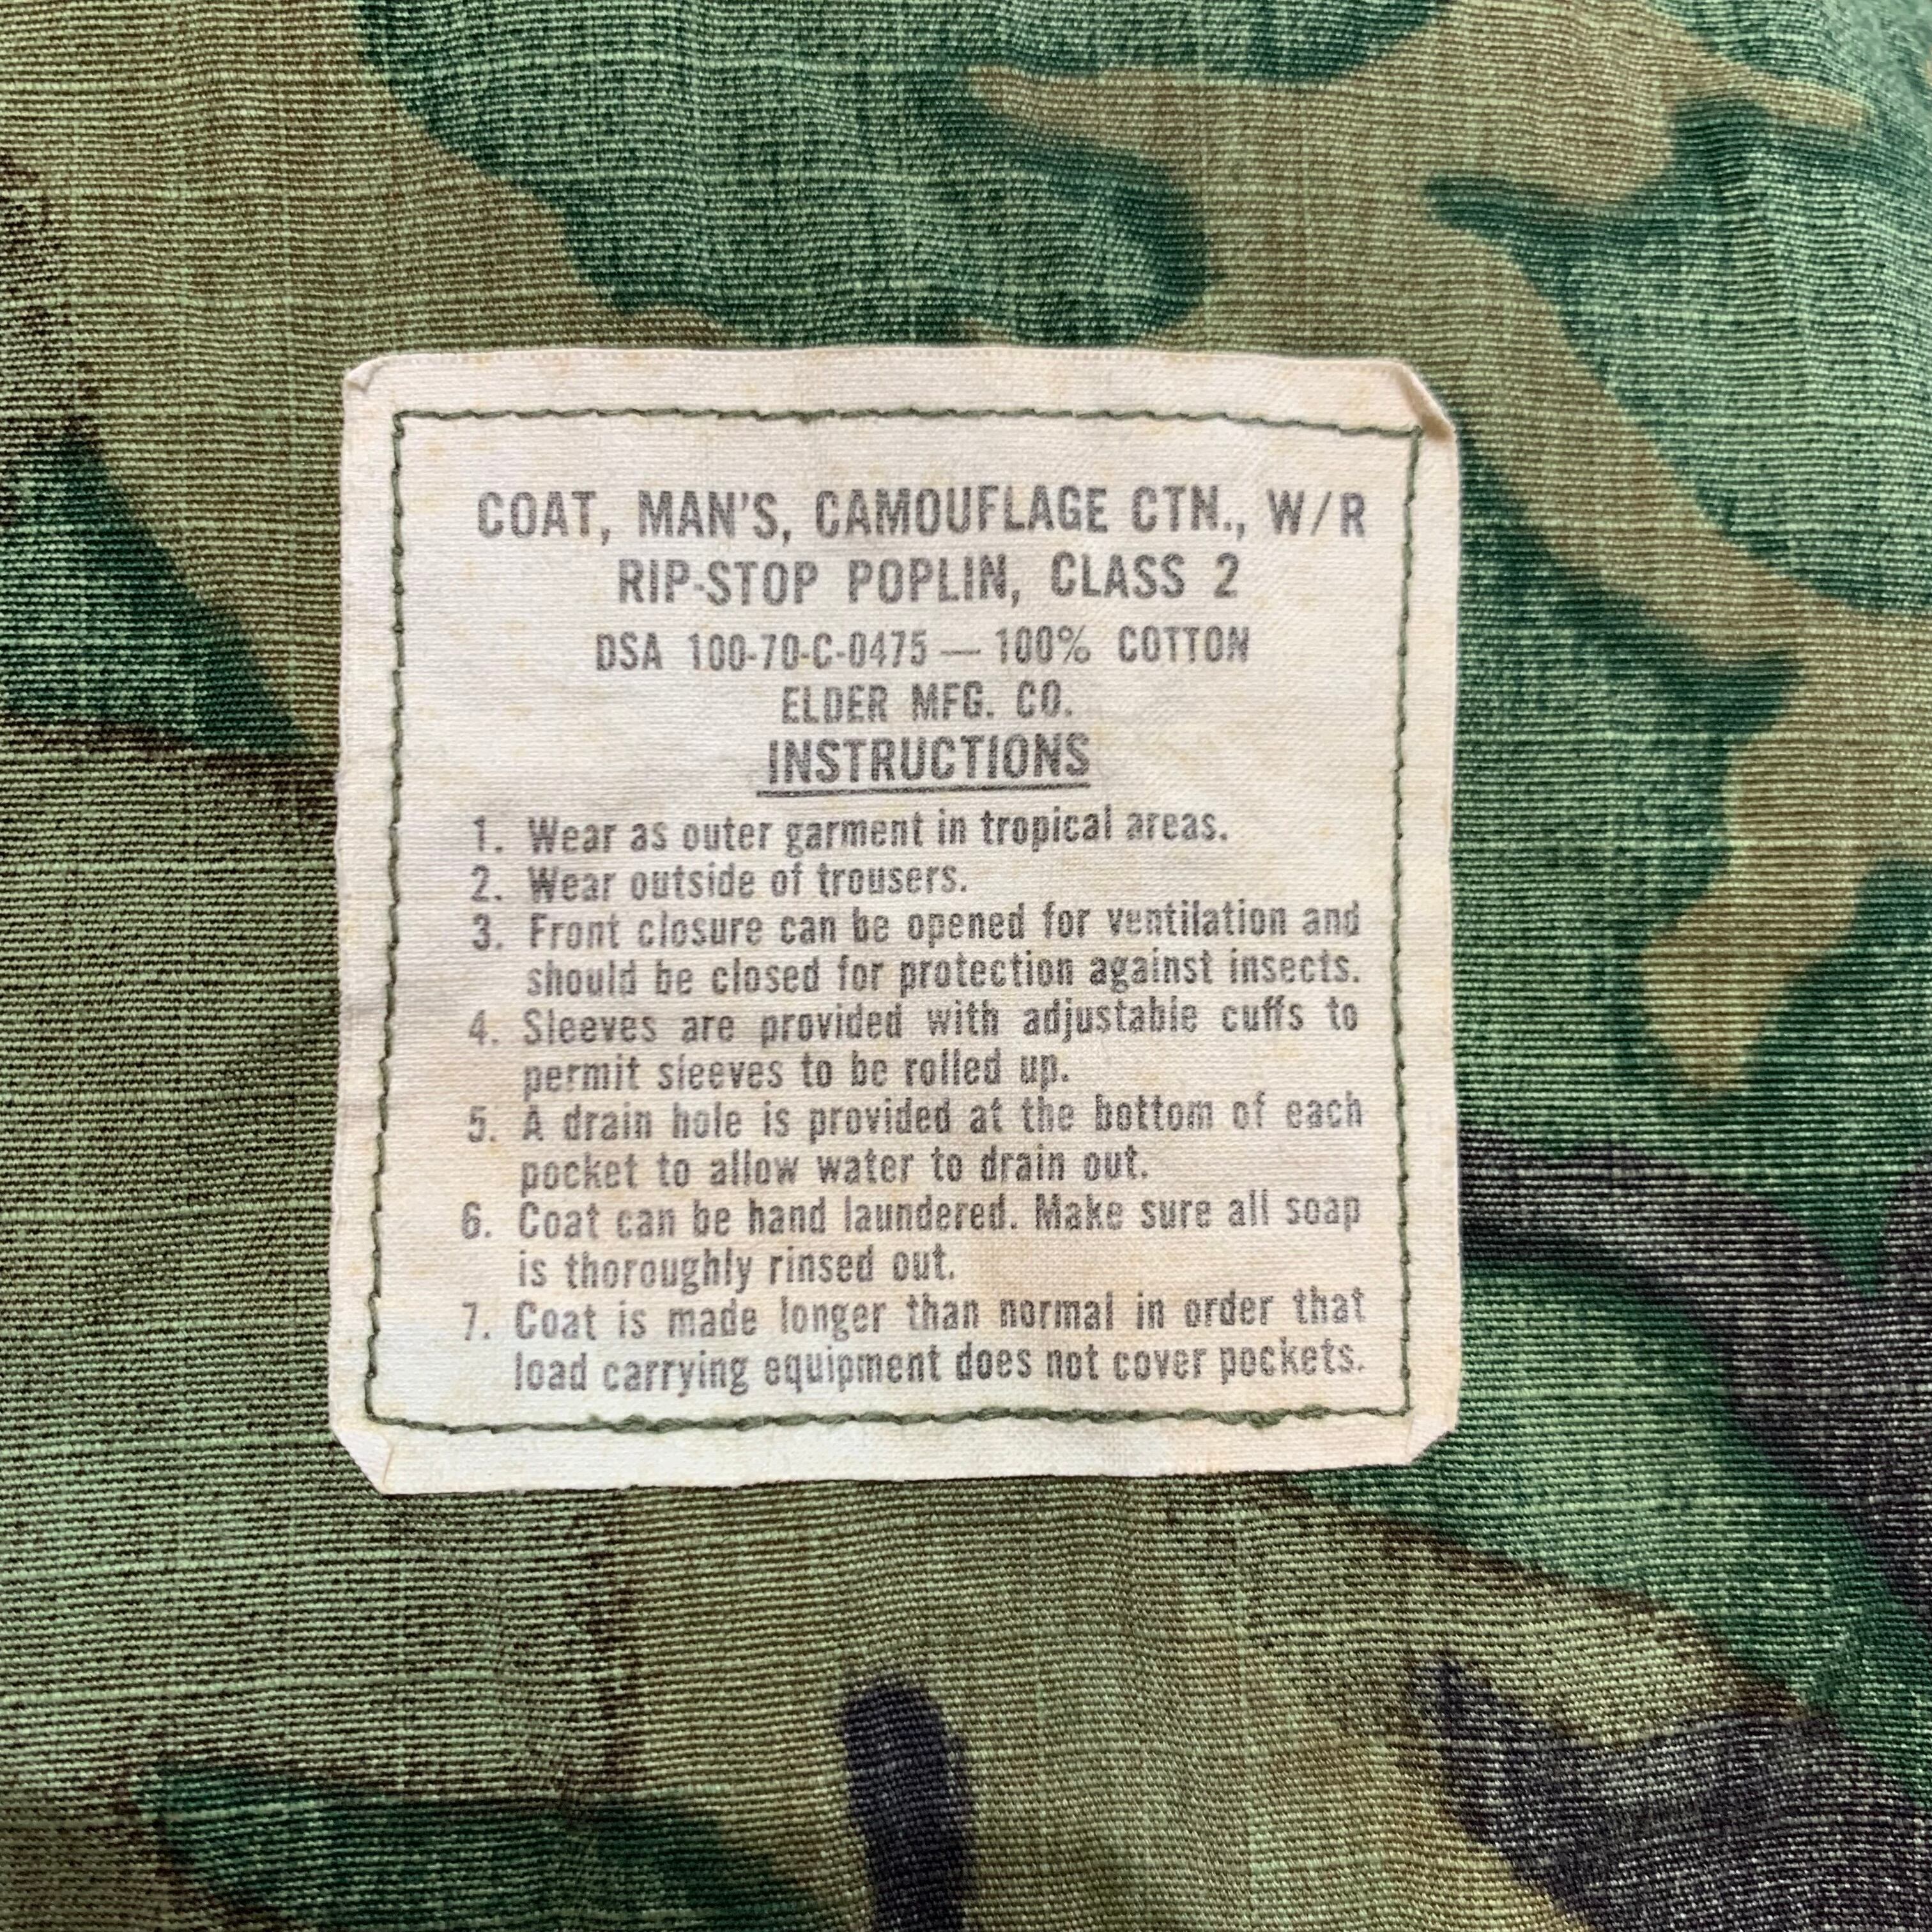 COAT, MAN'S, CAMOUFLAGE CTN., W/R
RIP-STOP POPLIN, CLASS 2
DSA 100-70-C-0475 — 100% COTTON
ELDER MFG. CO.
INSTRUCTIONS
1. Wear as outer garment in tropical areas.
2. Wear outside of trousers.
3. Front closure can be opened for ventilation and
should be closed for protection against insects.
4. Sleeves are provided with adjustable cuffs to
permit sleeves to be rolled up.
5. A drain hole is provided at the bottom of each
pocket to allow water to drain out.
6. Coat can be hand laundered. Make sure all soap
is thoroughly rinsed out.
7. Coat is made longer than normal in order that
load carrying equipment does not cover pockets.